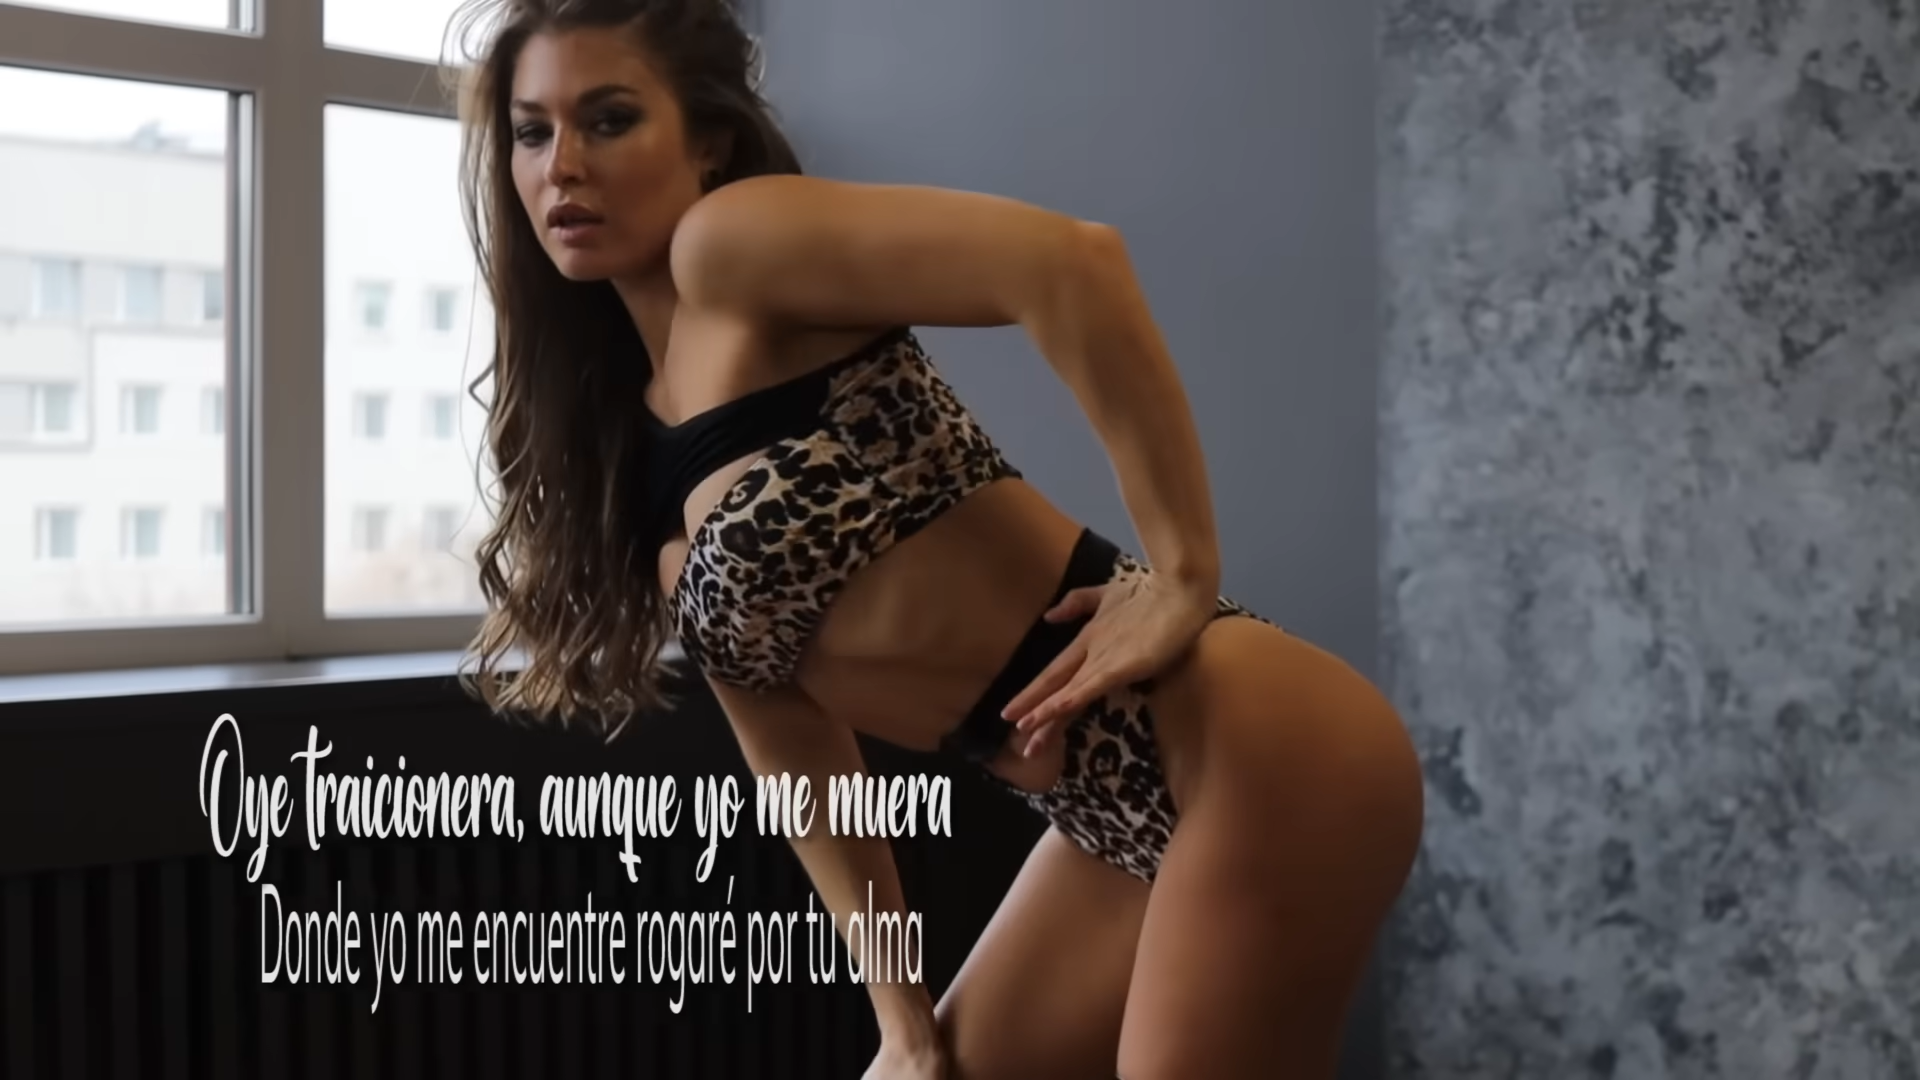 Oye traicionera, aunque yo me muera
Donde yo me encuentre rogaré por tu alma